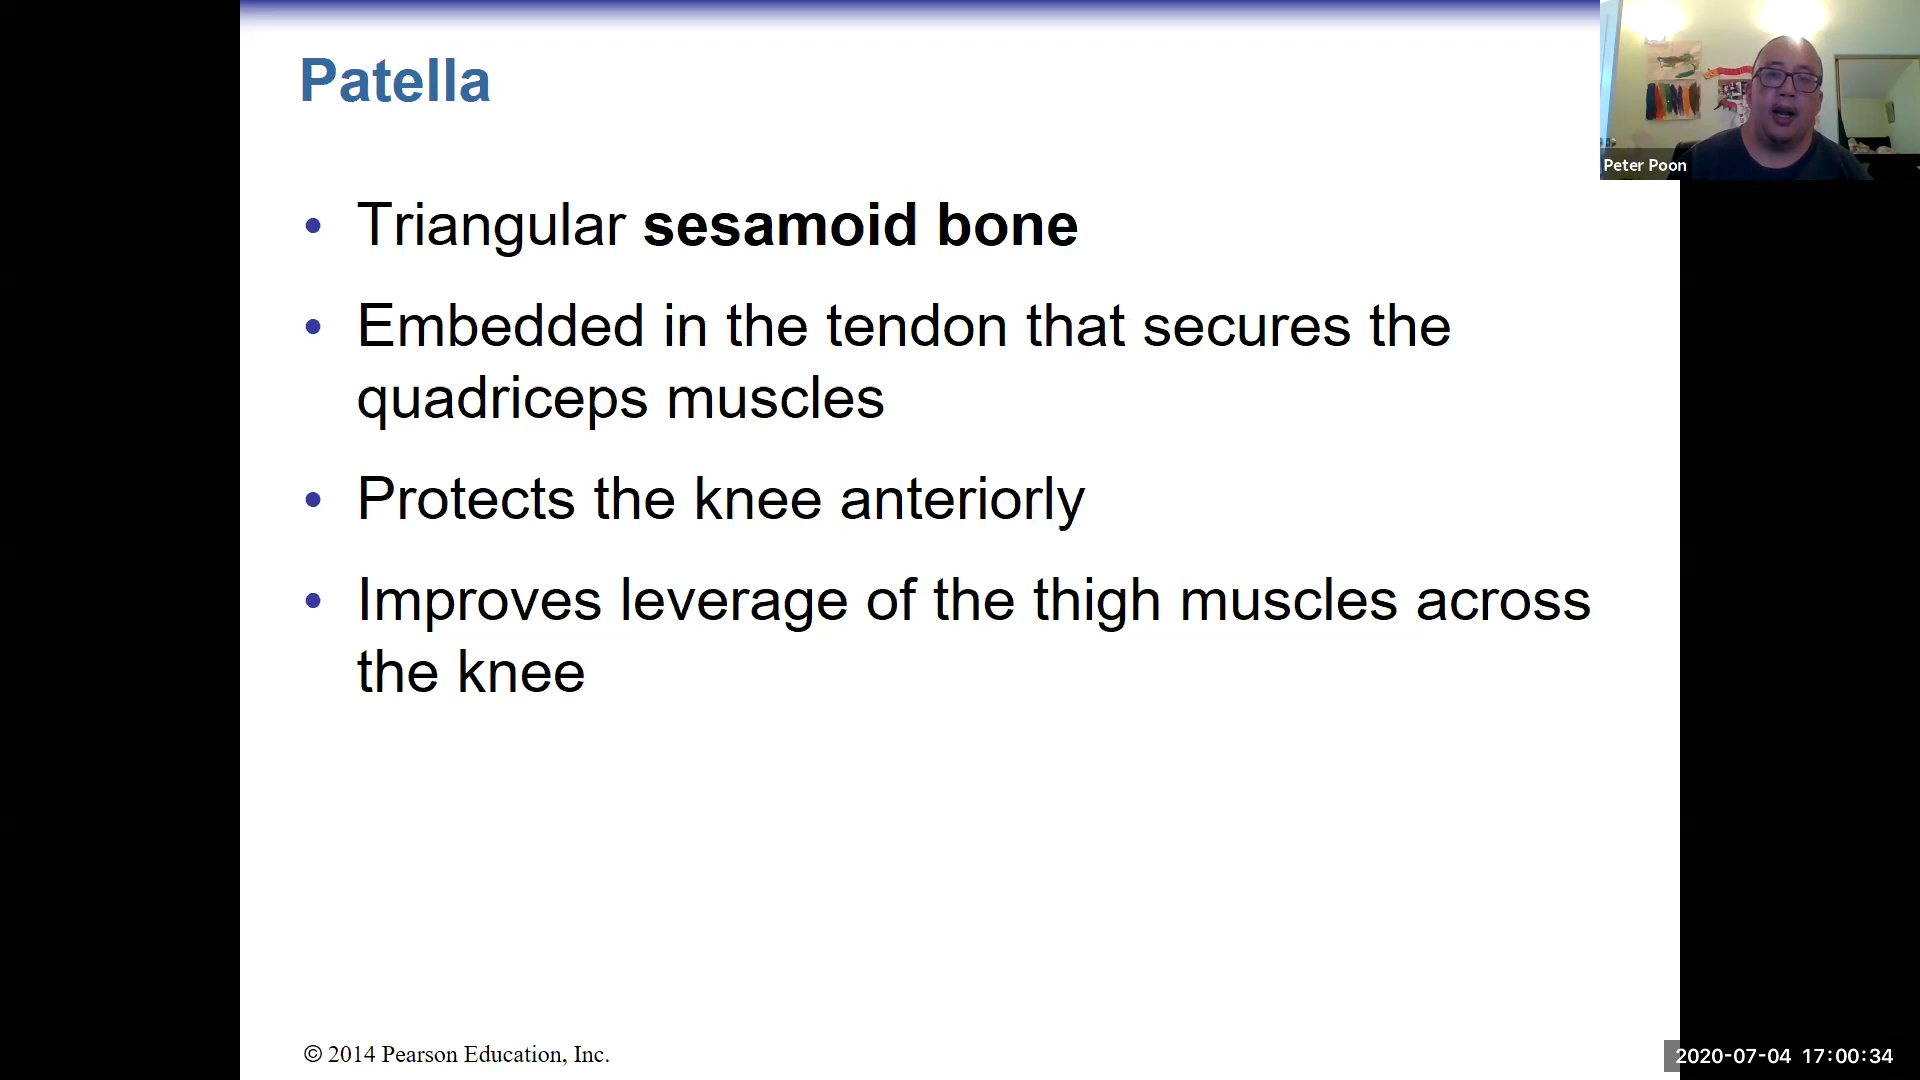 Patella
Peter Poon
• Triangular sesamoid bone
• Embedded in the tendon that secures the
quadriceps muscles
• Protects the knee anteriorly
• Improves leverage of the thigh muscles across
the knee
© 2014 Pearson Education, Inc.
2020-07-04 17:00:34